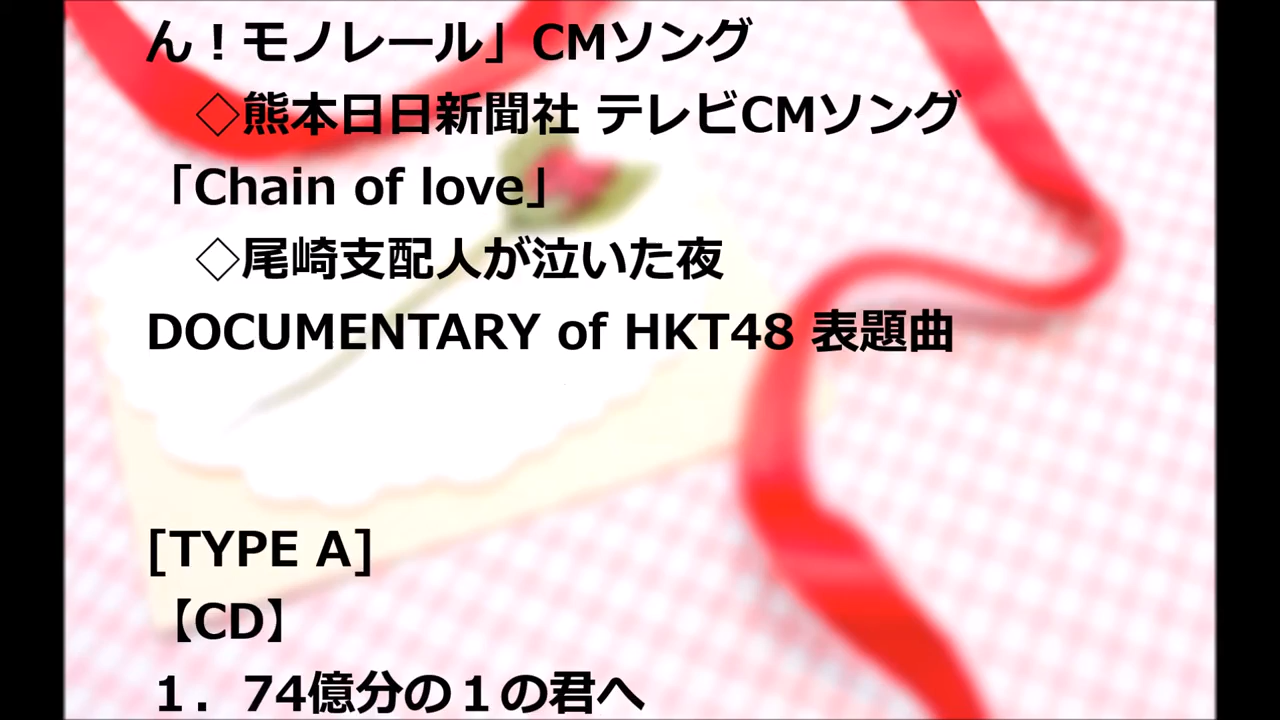 ん！モノレール」CMソング
◇熊本日日新聞社 テレビCMソング
「Chain of love」
◇尾崎支配人が泣いた夜
DOCUMENTARY of HKT48 表題曲
[TYPE A]
【CD】
１．74億分の１の君へ